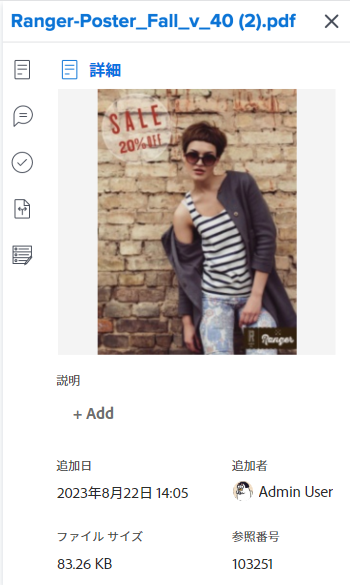 Ranger-Poster_Fall_v_40 (2).pdf
詳細
SALE
20% OFF
Ranger
説明
+ Add
追加日
追加者
2023年8月22日 14:05
Admin User
ファイル サイズ
参照番号
83.26 KB
103251